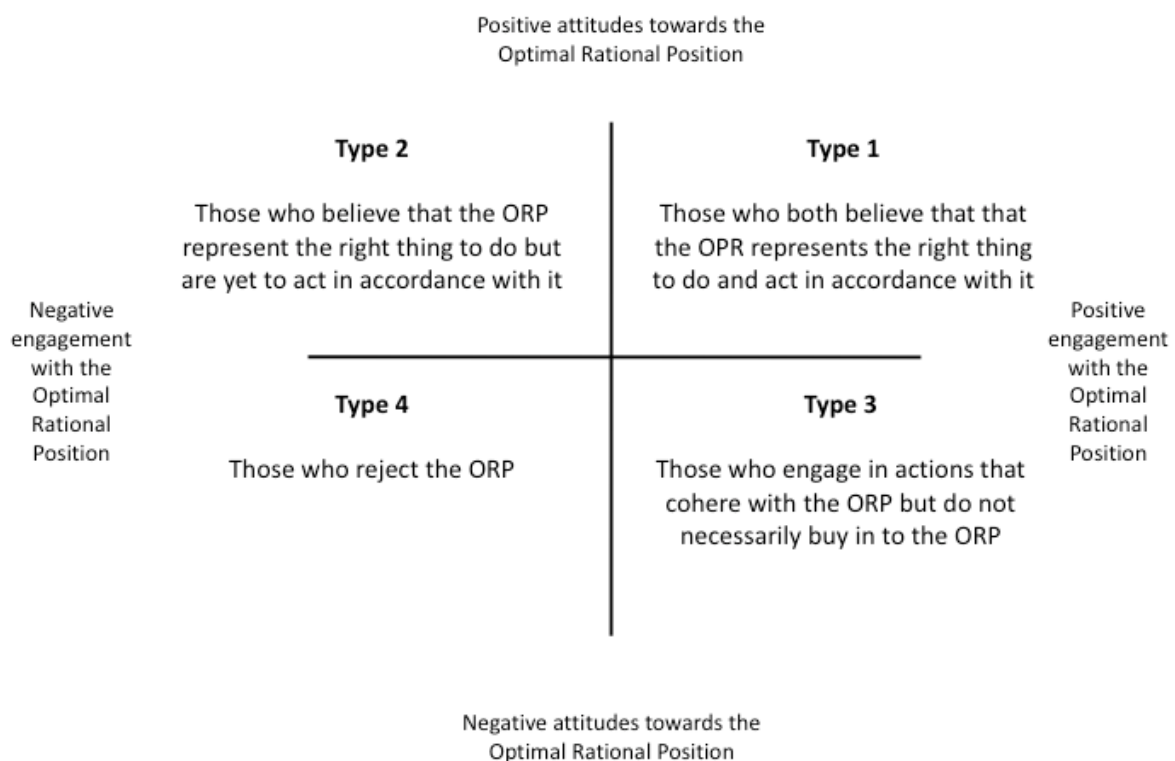 Positive attitudes towards the
Optimal Rational Position
Type 2
Those who believe that the ORP
represent the right thing to do but
are yet to act in accordance with it
Type 1
Those who both believe that that
the OPR represents the right thing
to do and act in accordance with it
Negative
engagement
with the
Optimal
Rational
Position
Positive
engagement
with the
Optimal
Rational
Position
Type 4
Those who reject the ORP
Type 3
Those who engage in actions that
cohere with the ORP but do not
necessarily buy in to the ORP
Negative attitudes towards the
Optimal Rational Position